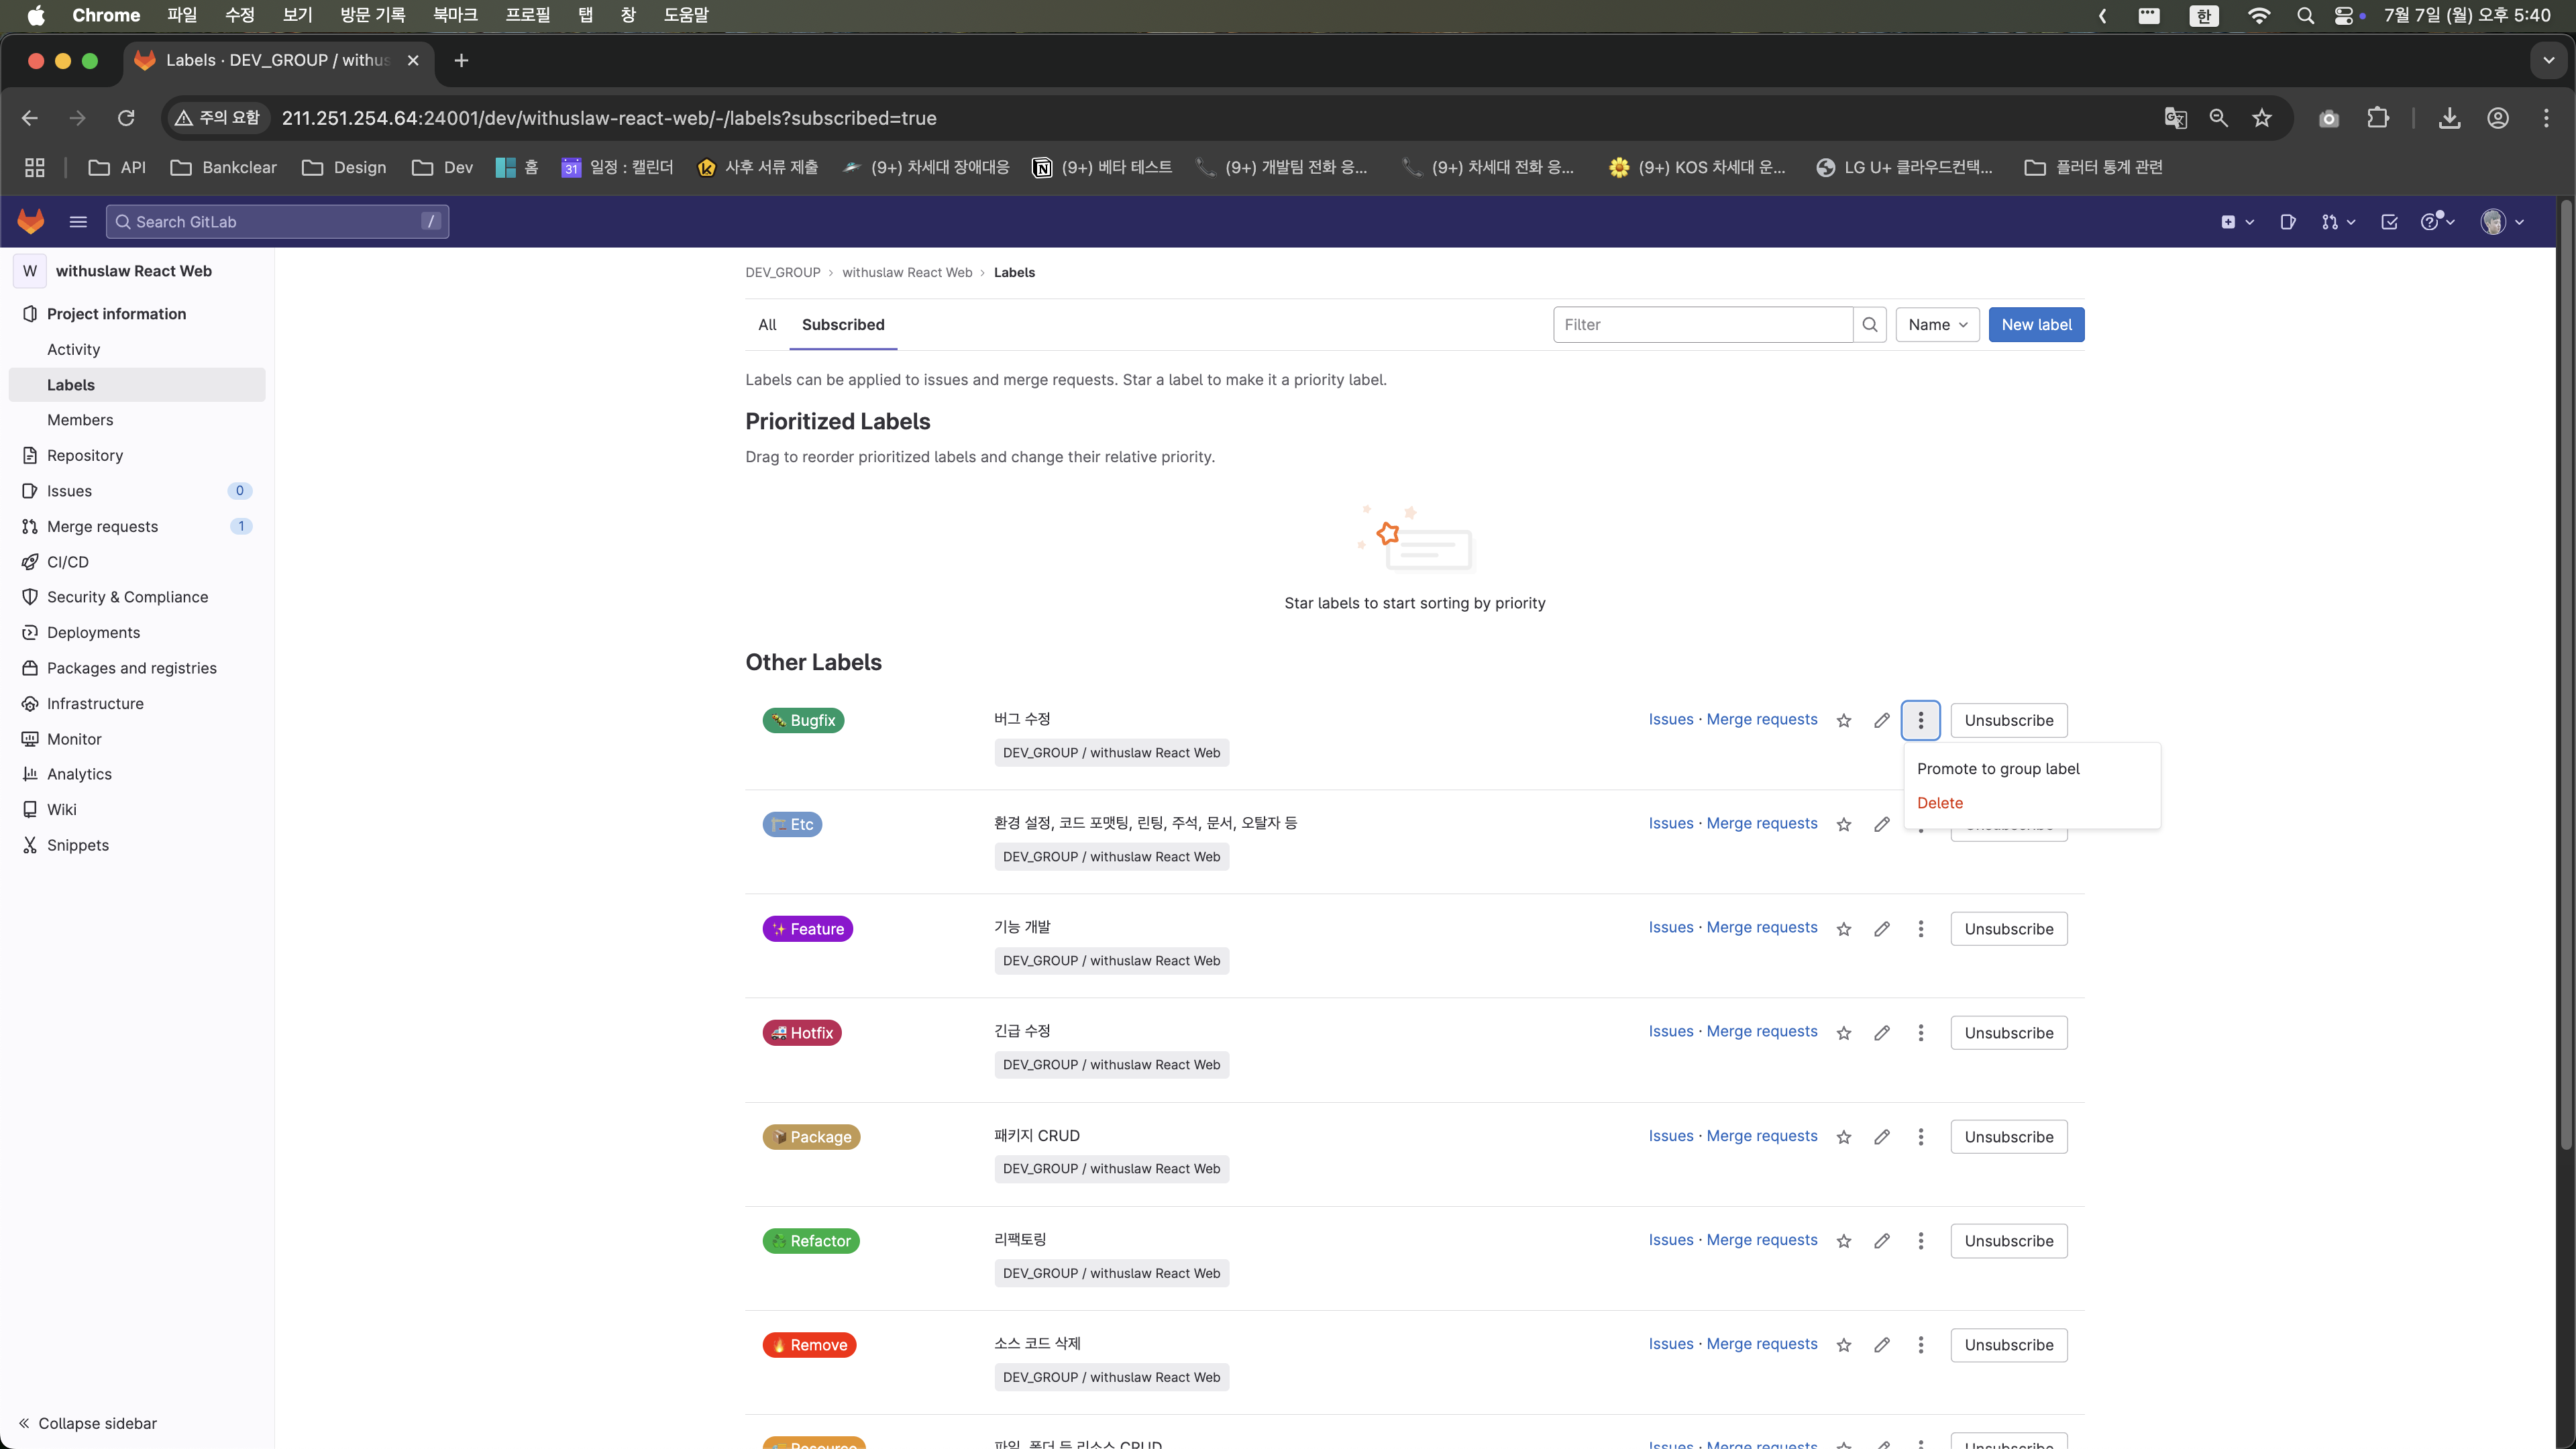 Chrome 파일 수정 보기 방문 기록 북마크 프로필 탭 창 도움말 한 7월 7일 (월) 오후 5:40
Labels · DEV_GROUP / withus
주의 요함 211.251.254.64:24001/dev/withuslaw-react-web/-/labels?subscribed=true
API Bankclear Design Dev 홈 31 일정 : 캘린더 사후 서류 제출 (9+) 차세대 장애대응 (9+) 베타 테스트 (9+) 개발팀 전화 응... (9+) 차세대 전화 응... (9+) KOS 차세대 운... LG U+ 클라우드컨택... 플러터 통계 관련
Search GitLab /
W withuslaw React Web
Project information
Activity
Labels
Members
Repository
Issues 0
Merge requests 1
CI/CD
Security & Compliance
Deployments
Packages and registries
Infrastructure
Monitor
Analytics
Wiki
Snippets
Collapse sidebar
DEV_GROUP › withuslaw React Web › Labels
All Subscribed Filter Name New label
Labels can be applied to issues and merge requests. Star a label to make it a priority label.
Prioritized Labels
Drag to reorder prioritized labels and change their relative priority.
Star labels to start sorting by priority
Other Labels
🐛 Bugfix 버그 수정 Issues · Merge requests Unsubscribe
DEV_GROUP / withuslaw React Web
Promote to group label
Delete
🏗️ Etc 환경 설정, 코드 포맷팅, 린팅, 주석, 문서, 오탈자 등 Issues · Merge requests Unsubscribe
DEV_GROUP / withuslaw React Web
✨ Feature 기능 개발 Issues · Merge requests Unsubscribe
DEV_GROUP / withuslaw React Web
🚑 Hotfix 긴급 수정 Issues · Merge requests Unsubscribe
DEV_GROUP / withuslaw React Web
📦 Package 패키지 CRUD Issues · Merge requests Unsubscribe
DEV_GROUP / withuslaw React Web
Refactor 리팩토링 Issues · Merge requests Unsubscribe
DEV_GROUP / withuslaw React Web
🔥 Remove 소스 코드 삭제 Issues · Merge requests Unsubscribe
DEV_GROUP / withuslaw React Web
Resource 파일, 폴더 등 리소스 CRUD Issues · Merge requests Unsubscribe